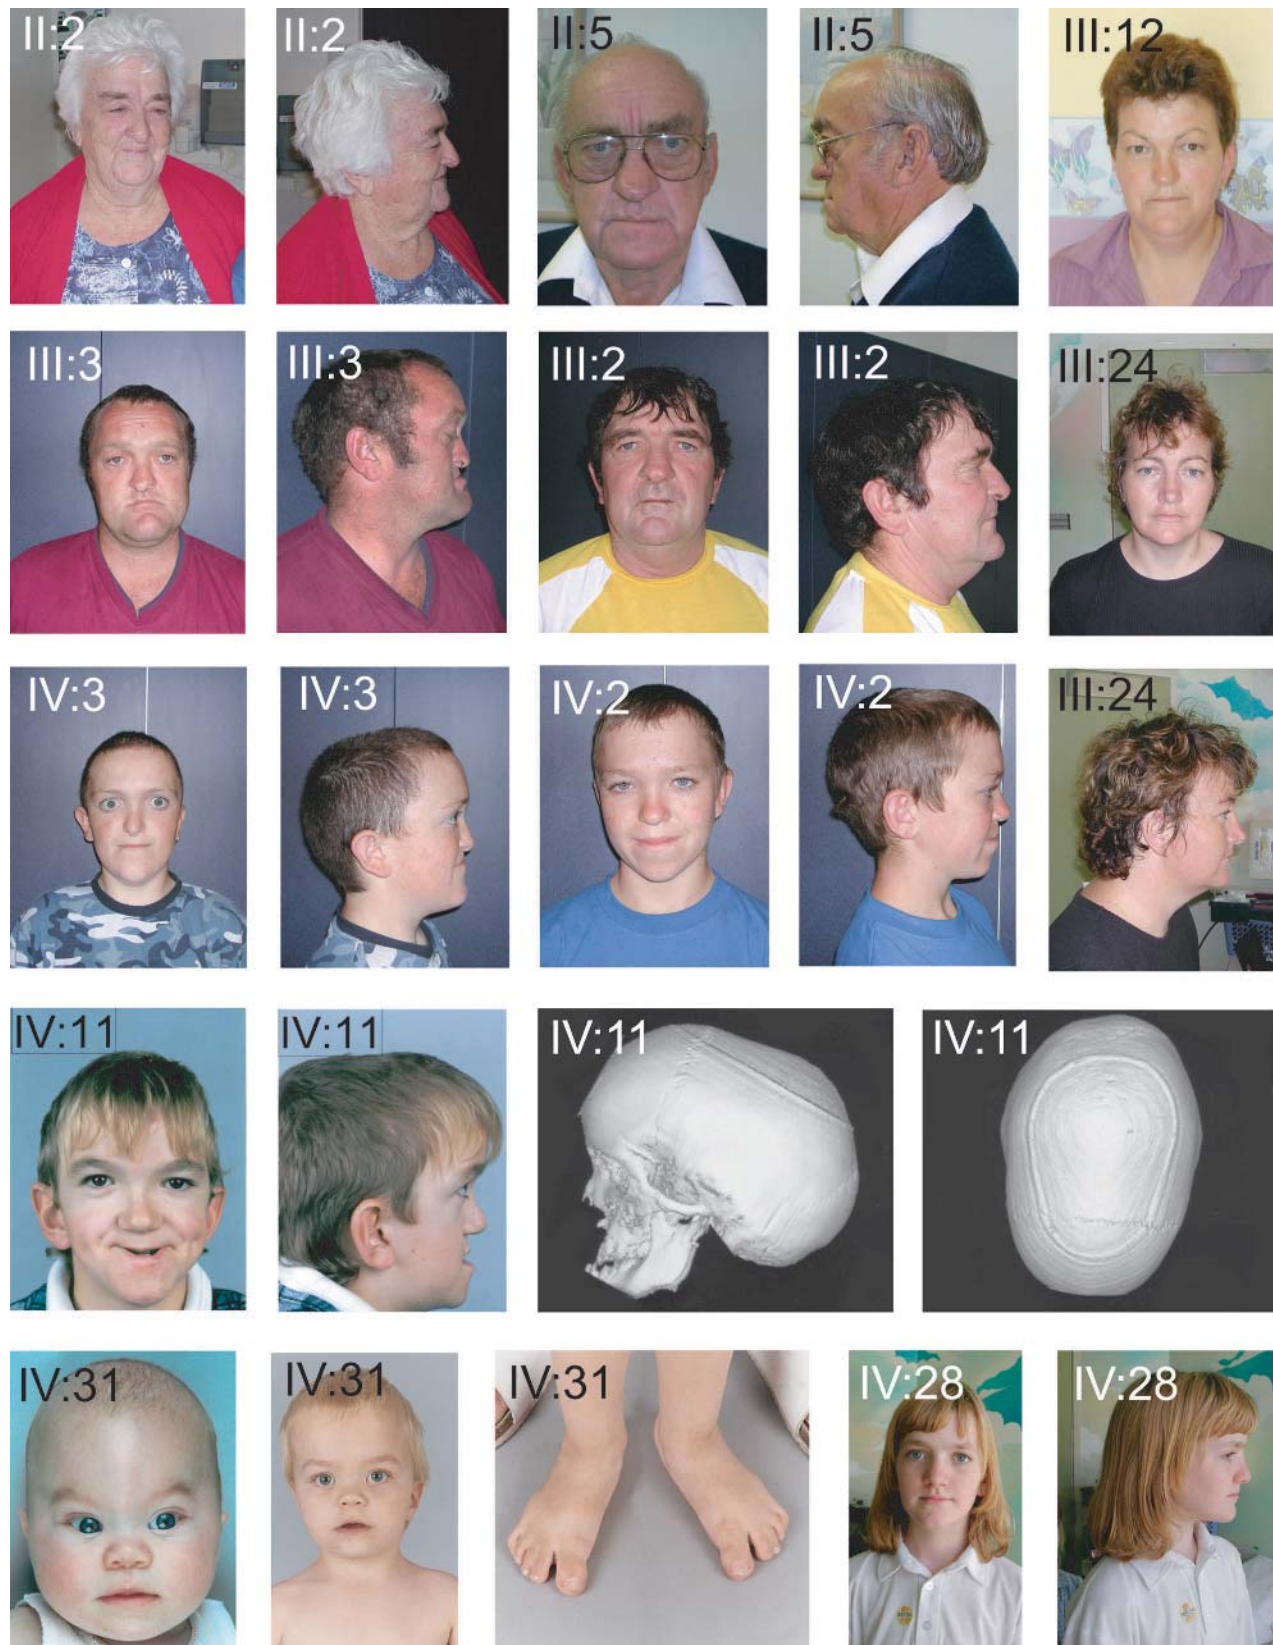 II:2 II:2 II:5 II:5 III:12
III:3 III:3 III:2 III:2 III:24
IV:3 IV:3 IV:2 IV:2 III:24
IV:11 IV:11 IV:11 IV:11
IV:31 IV:31 IV:31 IV:28 IV:28